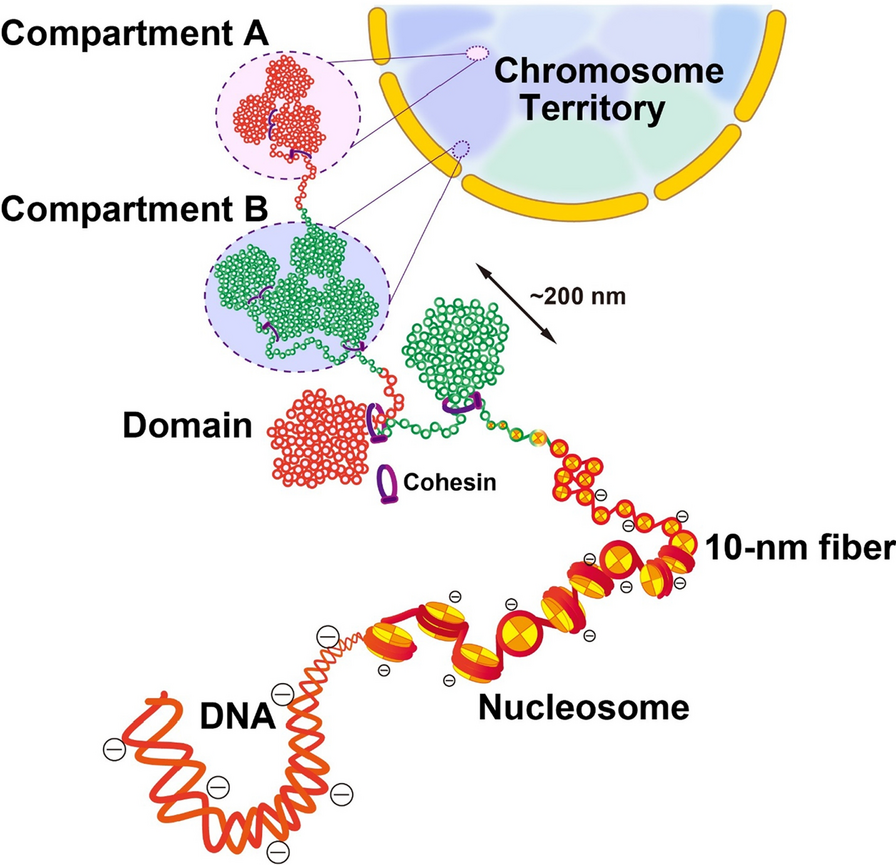 Compartment A
Chromosome
Territory
Compartment B
~200 nm
Domain
Cohesin
10-nm fiber
Nucleosome
DNA